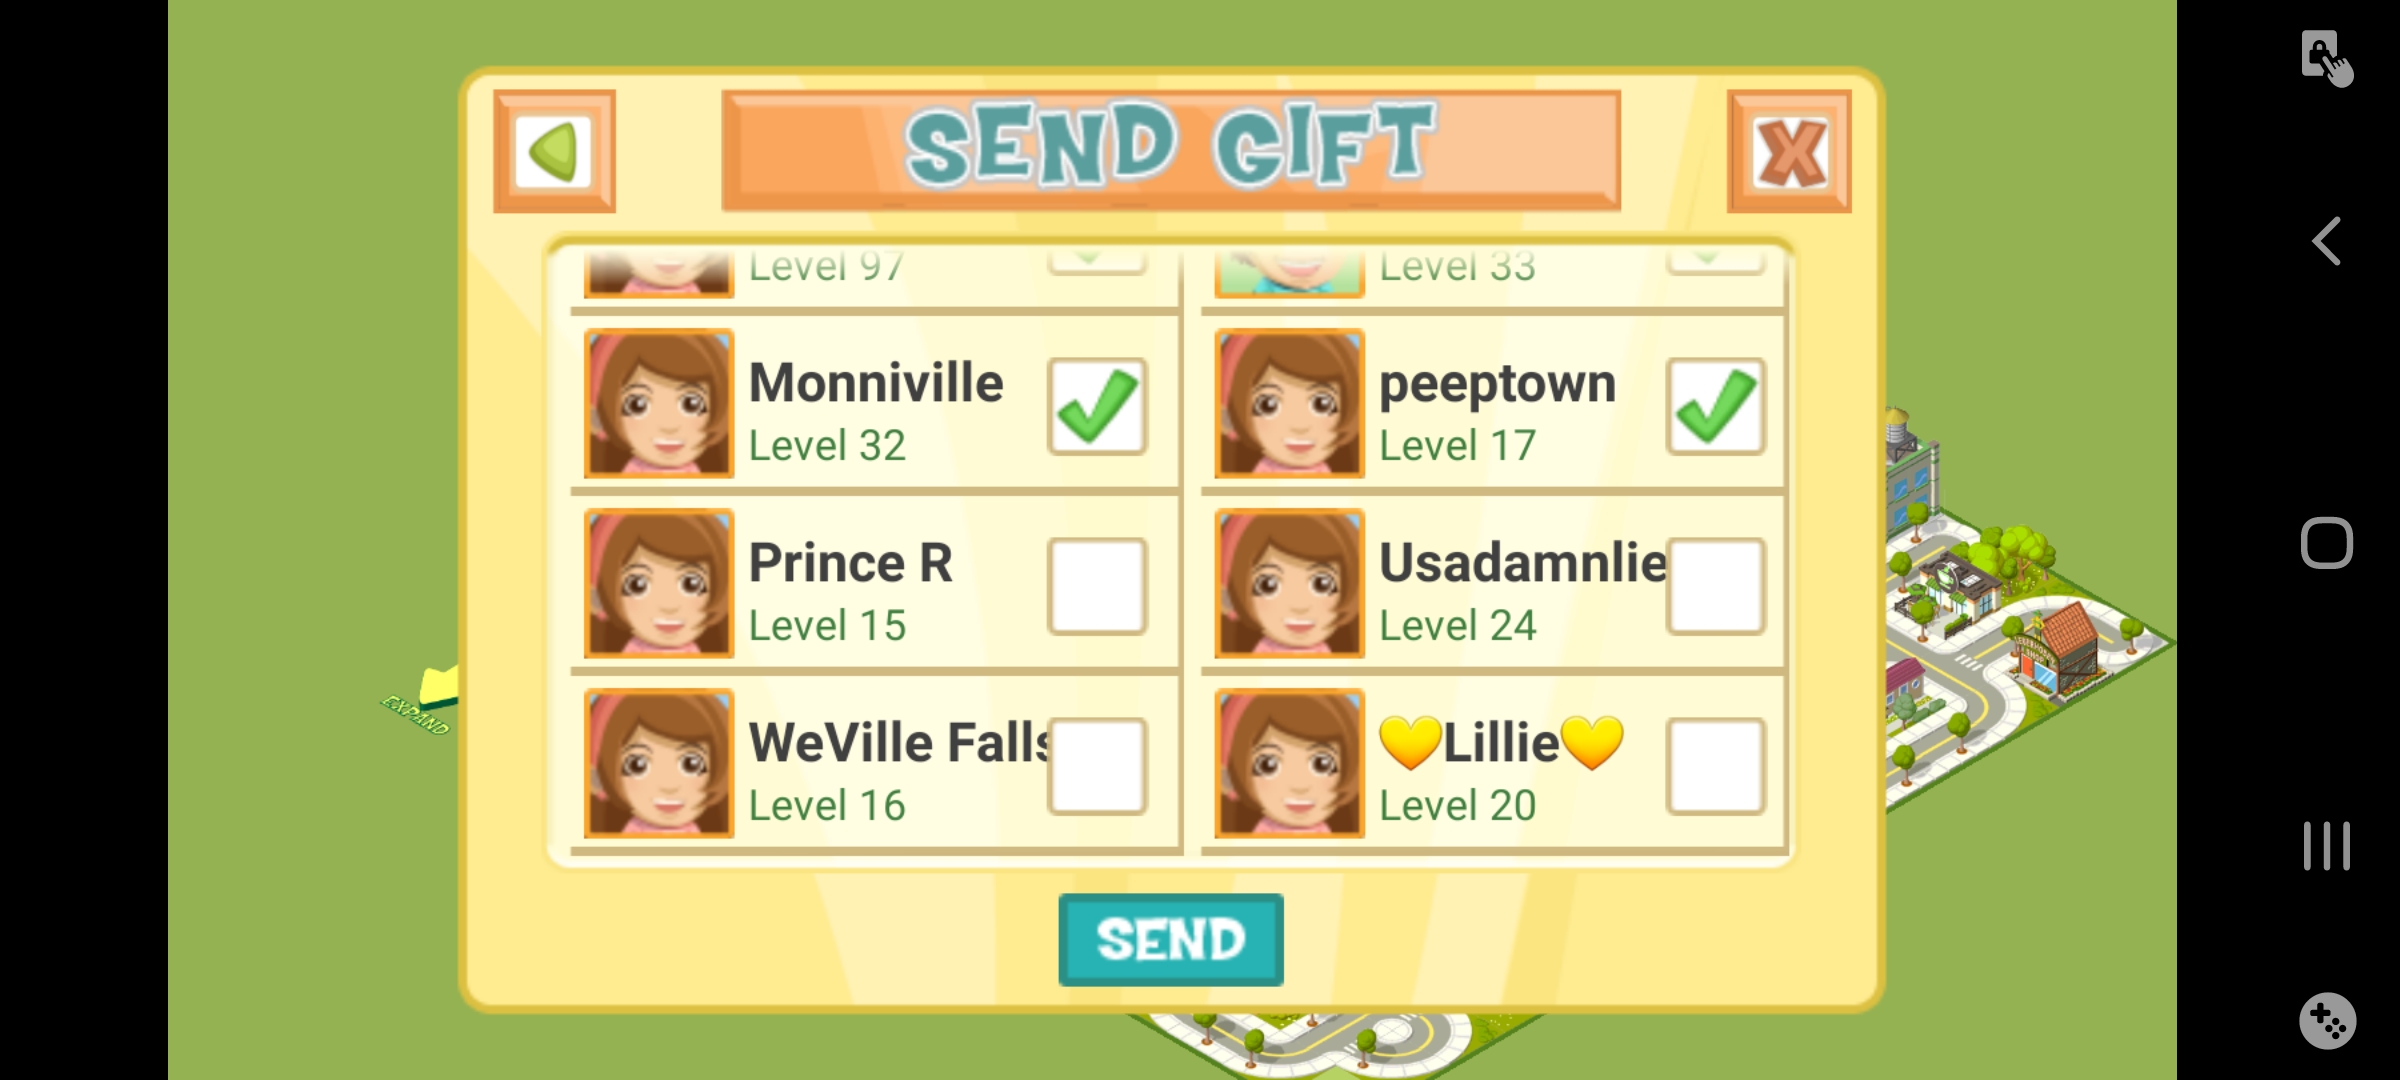 SEND GIFT
Level 97
Level 33
Monniville
Level 32
peeptown
Level 17
Prince R
Level 15
Usadamnlie
Level 24
WeVille Falls
Level 16
💛Lillie💛
Level 20
EXPAND
SEND